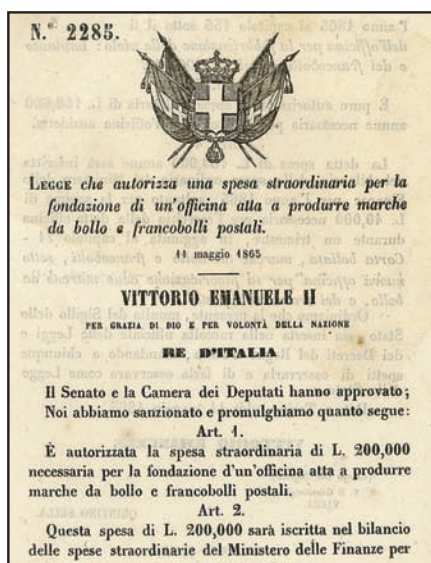 N.° 2285.
LEGGE che autorizza una spesa straordinaria per la
fondazione di un'officina atta a produrre marche
da bollo e francobolli postali.
11 maggio 1865
VITTORIO EMANUELE II
PER GRAZIA DI DIO E PER VOLONTÀ DELLA NAZIONE
RE D'ITALIA
Il Senato e la Camera dei Deputati hanno approvato;
Noi abbiamo sanzionato e promulghiamo quanto segue:
Art. 1.
È autorizzata la spesa straordinaria di L. 200,000
necessaria per la fondazione d'un'officina atta a produrre
marche da bollo e francobolli postali.
Art. 2.
Questa spesa di L. 200,000 sarà iscritta nel bilancio
delle spese straordinarie del Ministero delle Finanze per